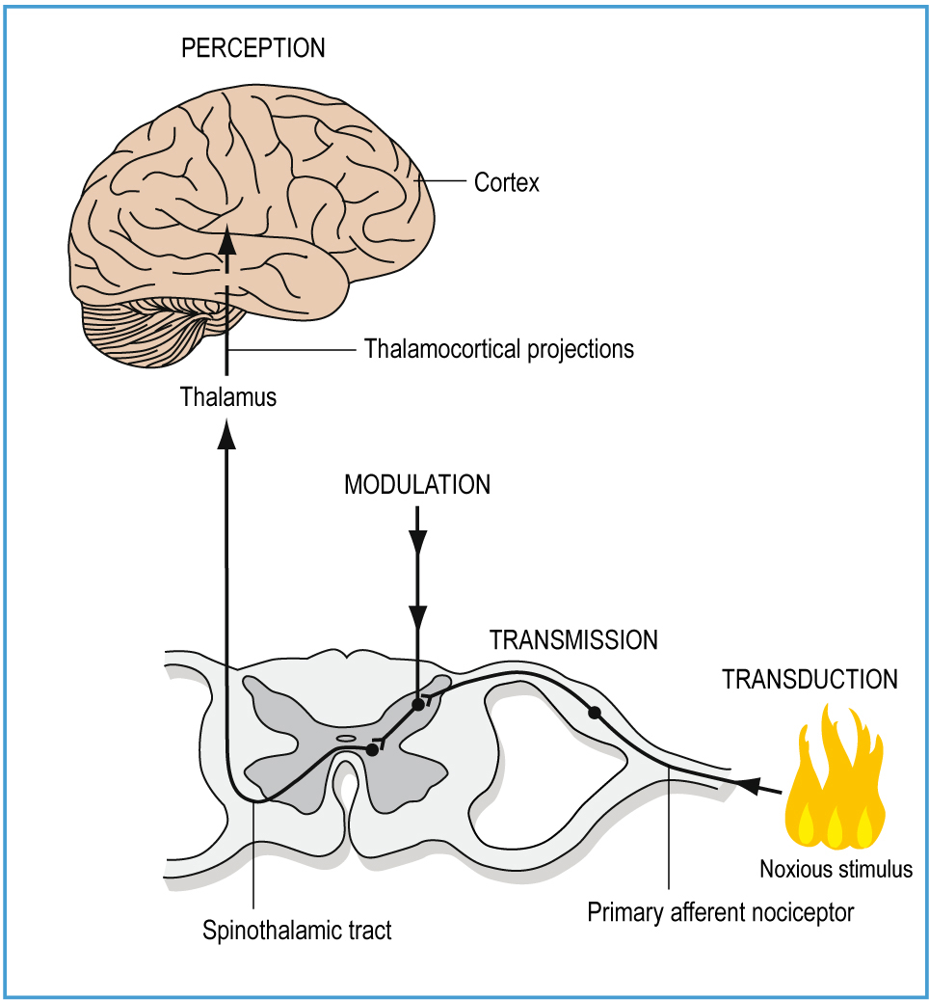 PERCEPTION
Cortex
Thalamocortical projections
Thalamus
MODULATION
TRANSMISSION
TRANSDUCTION
Noxious stimulus
Primary afferent nociceptor
Spinothalamic tract